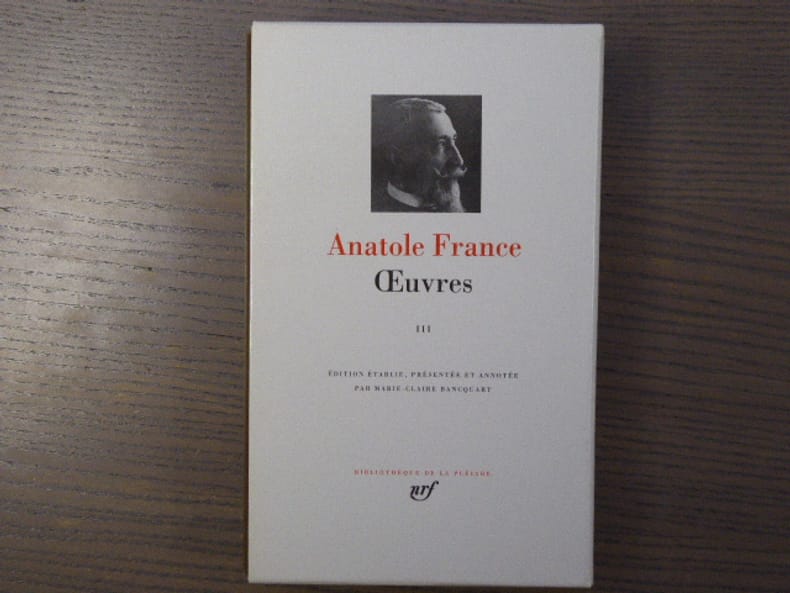 Anatole France
Œuvres
III
ÉDITION ÉTABLIE, PRÉSENTÉE ET ANNOTÉE
PAR MARIE-CLAIRE BANCQUART
BIBLIOTHÈQUE DE LA PLÉIADE
nrf